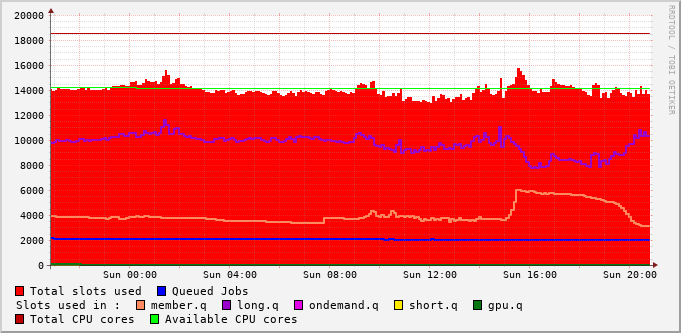 20000
18000
16000
14000
12000
10000
8000
6000
4000
2000
0
Sun 00:00 Sun 04:00 Sun 08:00 Sun 12:00 Sun 16:00 Sun 20:00
Total slots used Queued Jobs
Slots used in : member.q long.q ondemand.q short.q gpu.q
Total CPU cores Available CPU cores
RRDTOOL / TOBI OETIKER